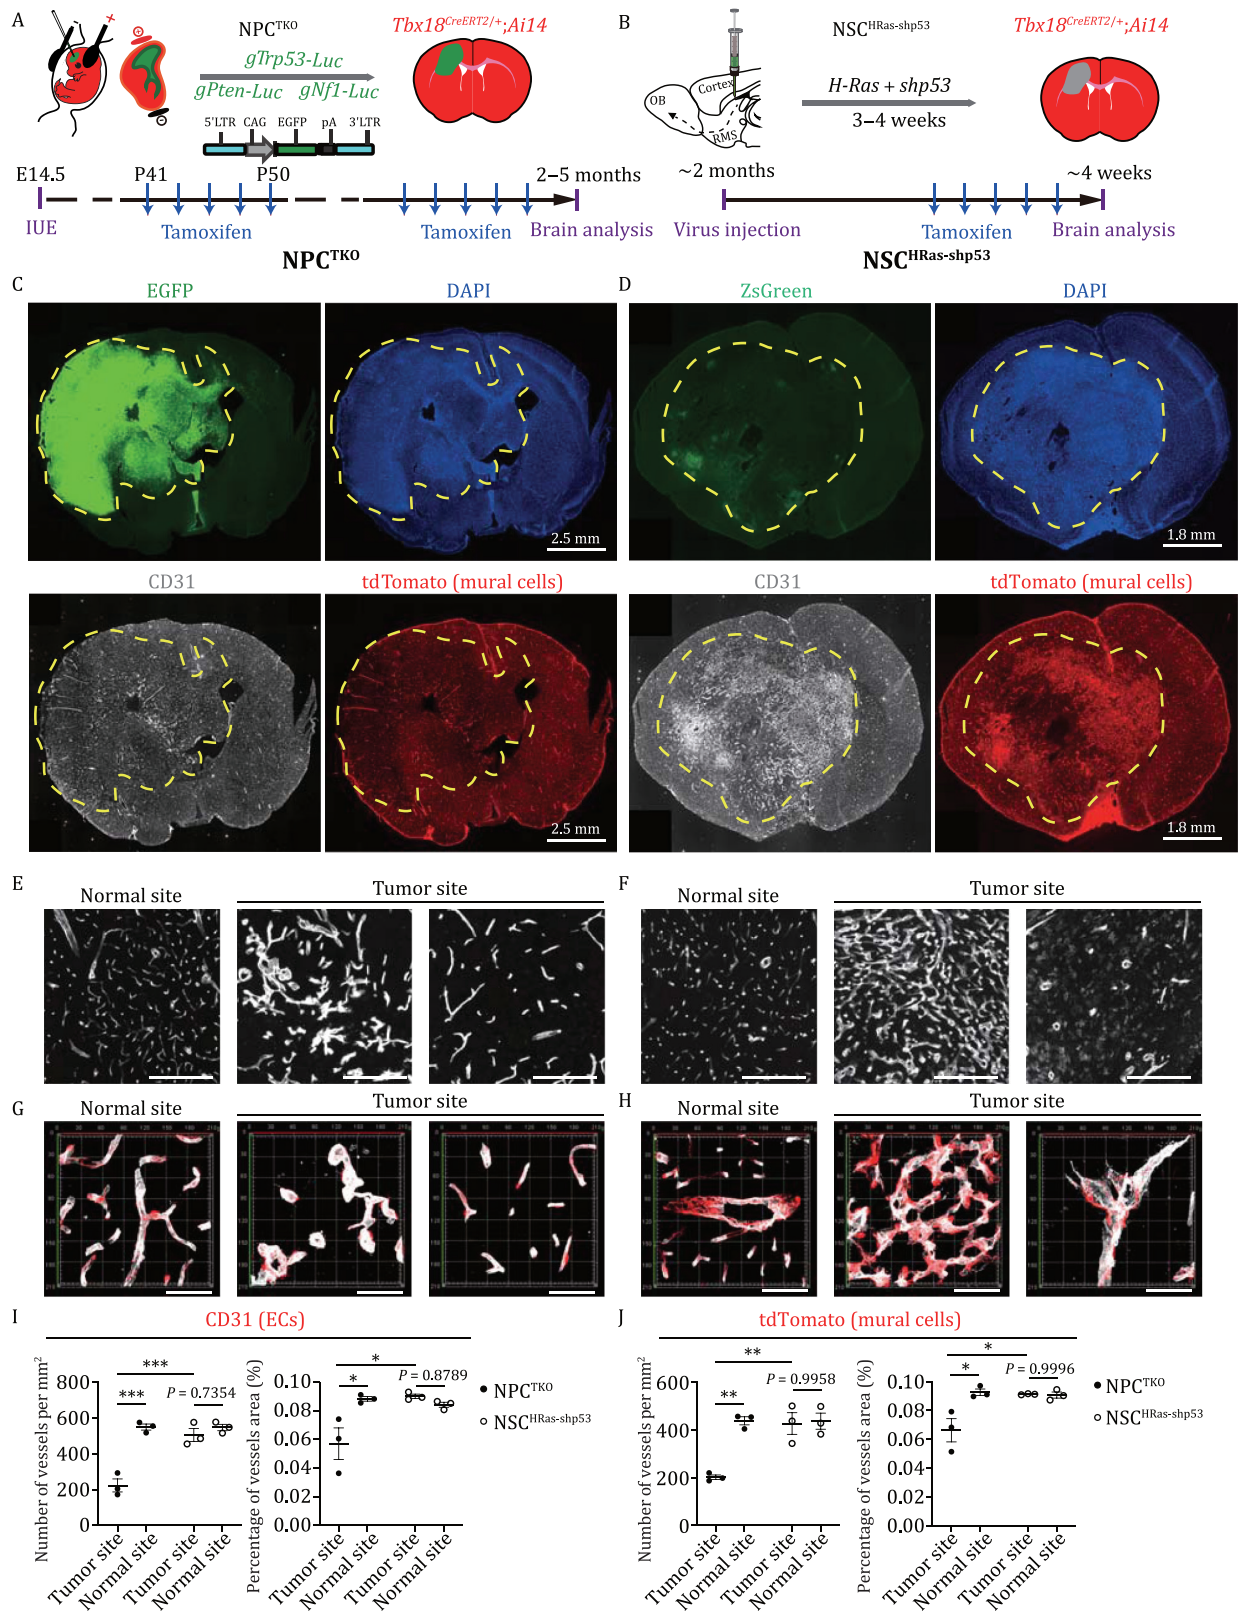 A
NPCTKO
Tbx18CreERT2/+;Ai14
gTrp53-Luc
gPten-Luc gNf1-Luc
5'LTR CAG EGFP pA 3'LTR
E14.5 P41 P50 2–5 months
IUE Tamoxifen Tamoxifen Brain analysis
B
NSCHRas-shp53
Tbx18CreERT2/+;Ai14
Cortex
OB
RMS
H-Ras + shp53
3–4 weeks
~2 months ~4 weeks
Virus injection Tamoxifen Brain analysis
NPCTKO
NSCHRas-shp53
C
EGFP
DAPI
2.5 mm
CD31
tdTomato (mural cells)
2.5 mm
D
ZsGreen
DAPI
1.8 mm
CD31
tdTomato (mural cells)
1.8 mm
E
Normal site
Tumor site
F
Normal site
Tumor site
G
Normal site
Tumor site
H
Normal site
Tumor site
I
CD31 (ECs)
Number of vessels per mm²
800
600
400
200
0
***
***
P = 0.7354
Tumor site
Normal site
Tumor site
Normal site
Percentage of vessels area (%)
0.10
0.08
0.06
0.04
0.02
0.00
*
*
P = 0.8789
Tumor site
Normal site
Tumor site
Normal site
NPCTKO
NSCHRas-shp53
J
tdTomato (mural cells)
Number of vessels per mm²
600
400
200
0
**
**
P = 0.9958
Tumor site
Normal site
Tumor site
Normal site
Percentage of vessels area (%)
0.10
0.08
0.06
0.04
0.02
0.00
*
*
P = 0.9996
Tumor site
Normal site
Tumor site
Normal site
NPCTKO
NSCHRas-shp53